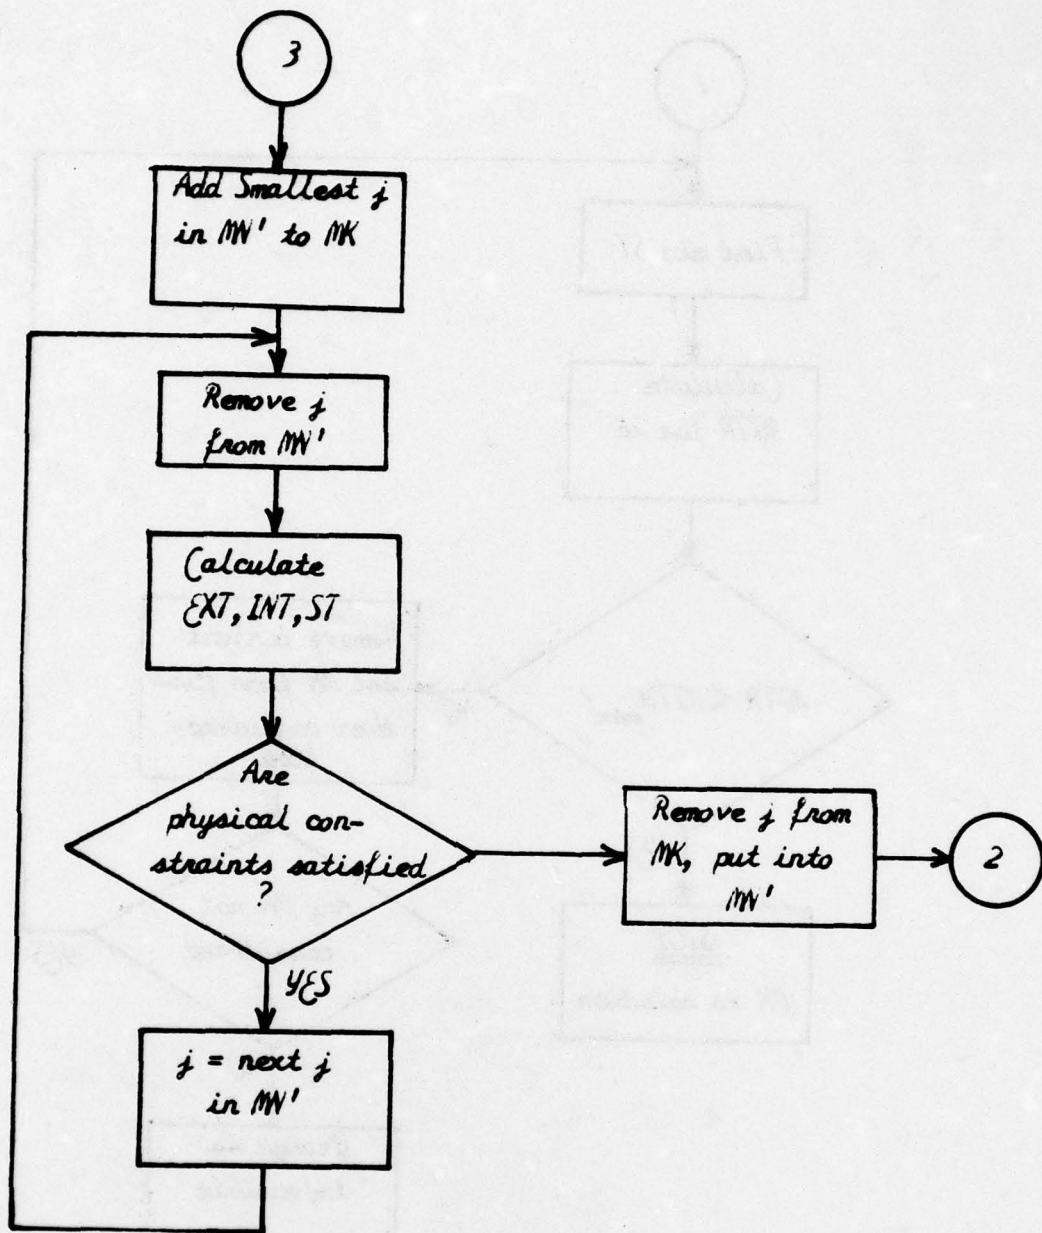 3
Add Smallest j
in MN' to MK
Remove j
from MN'
Calculate
EXT, INT, ST
Are
physical con-
straints satisfied
?
Remove j from
MK, put into
MN'
2
YES
j = next j
in MN'